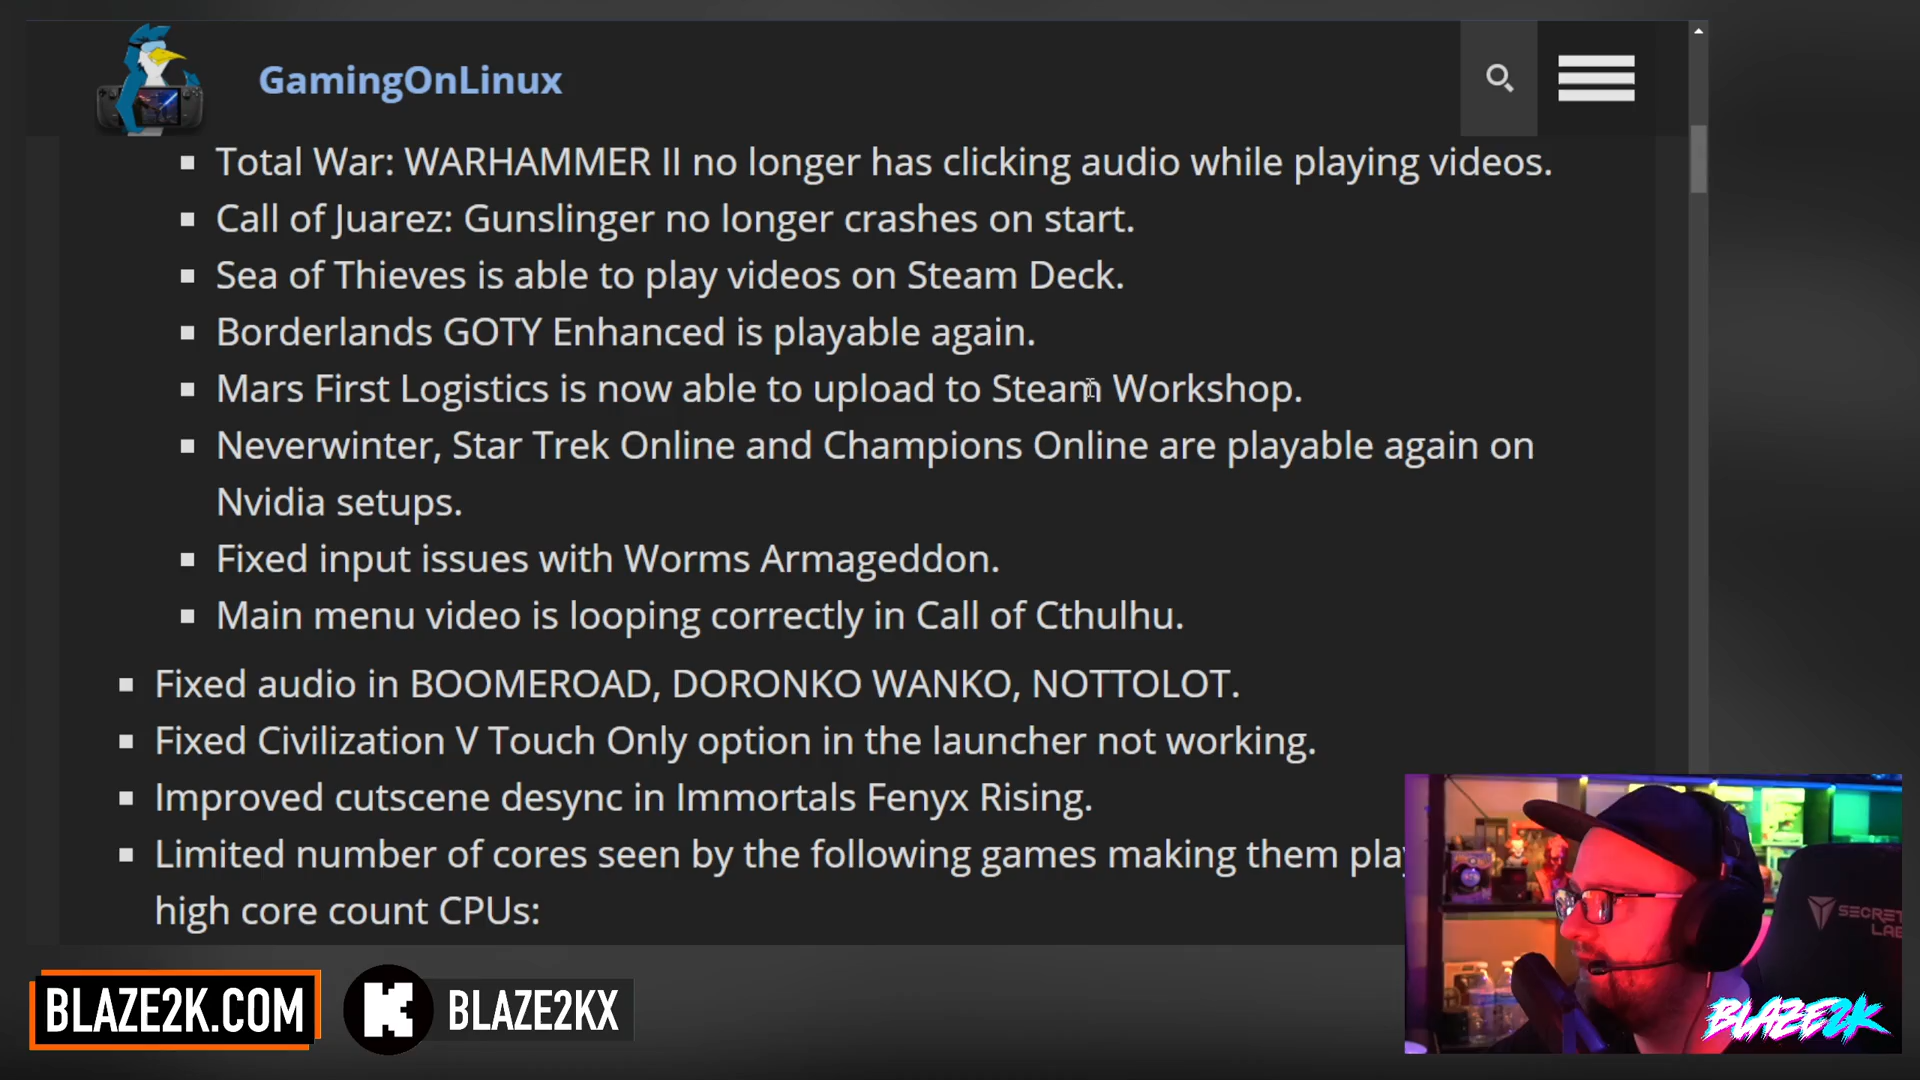 GamingOnLinux
Total War: WARHAMMER II no longer has clicking audio while playing videos.
Call of Juarez: Gunslinger no longer crashes on start.
Sea of Thieves is able to play videos on Steam Deck.
Borderlands GOTY Enhanced is playable again.
Mars First Logistics is now able to upload to Steam Workshop.
Neverwinter, Star Trek Online and Champions Online are playable again on
Nvidia setups.
Fixed input issues with Worms Armageddon.
Main menu video is looping correctly in Call of Cthulhu.
Fixed audio in BOOMEROAD, DORONKO WANKO, NOTTOLOT.
Fixed Civilization V Touch Only option in the launcher not working.
Improved cutscene desync in Immortals Fenyx Rising.
Limited number of cores seen by the following games making them
high core count CPUs:
BLAZE2K.COM
K BLAZE2KX
SECRET
LAB
BLAZE2K